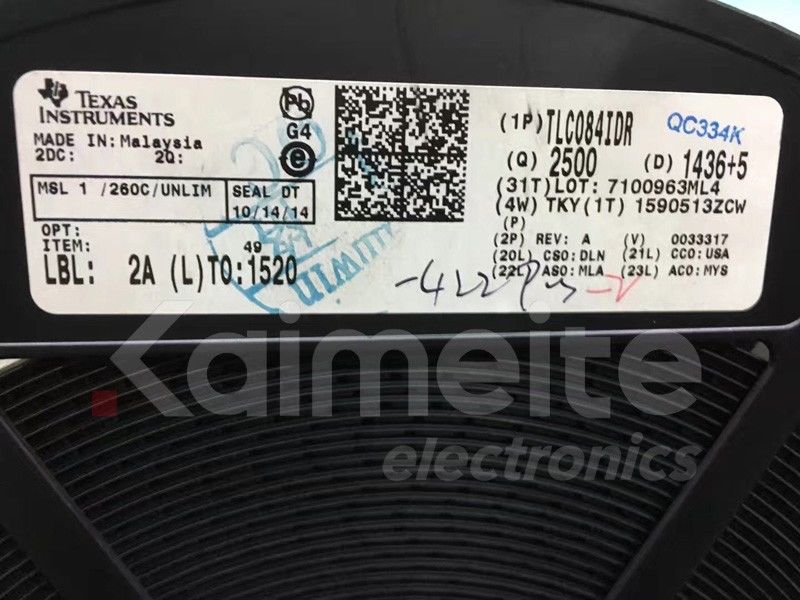 TEXAS
INSTRUMENTS
MADE IN: Malaysia
2DC: 2Q:
MSL 1 /260C/UNLIM
SEAL DT
10/14/14
OPT:
ITEM:
49
LBL: 2A (L)TO:1520
Pb
G4
e
(1P)TLC084IDR
QC334K
(Q) 2500 (D) 1436+5
(31T)LOT: 7100963ML4
(4W) TKY(1T) 1590513ZCW
(P)
(2P) REV: A (V) 0033317
(20L) CSO:DLN (21L) CCO:USA
(22L) ASO:MLA (23L) ACO:MYS
Kaimeite
electronics